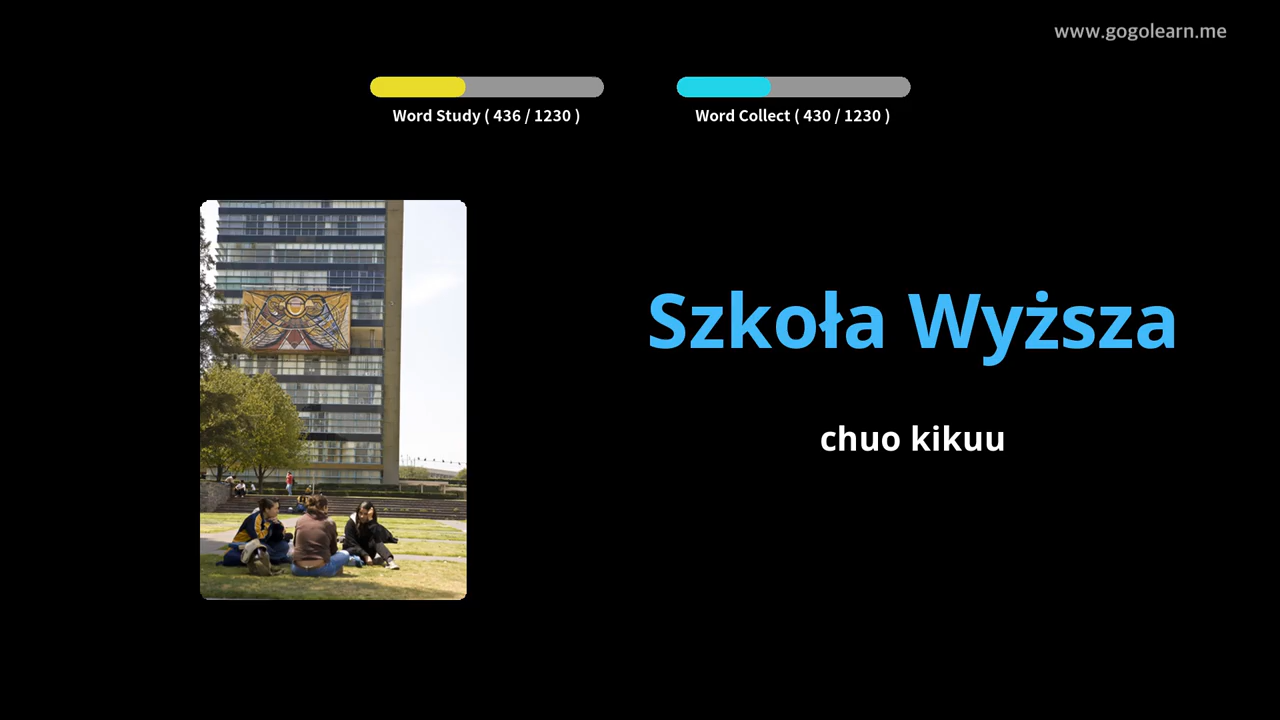 www.gogolearn.me
Word Study ( 436 / 1230 )
Word Collect ( 430 / 1230 )
Szkoła Wyższa
chuo kikuu